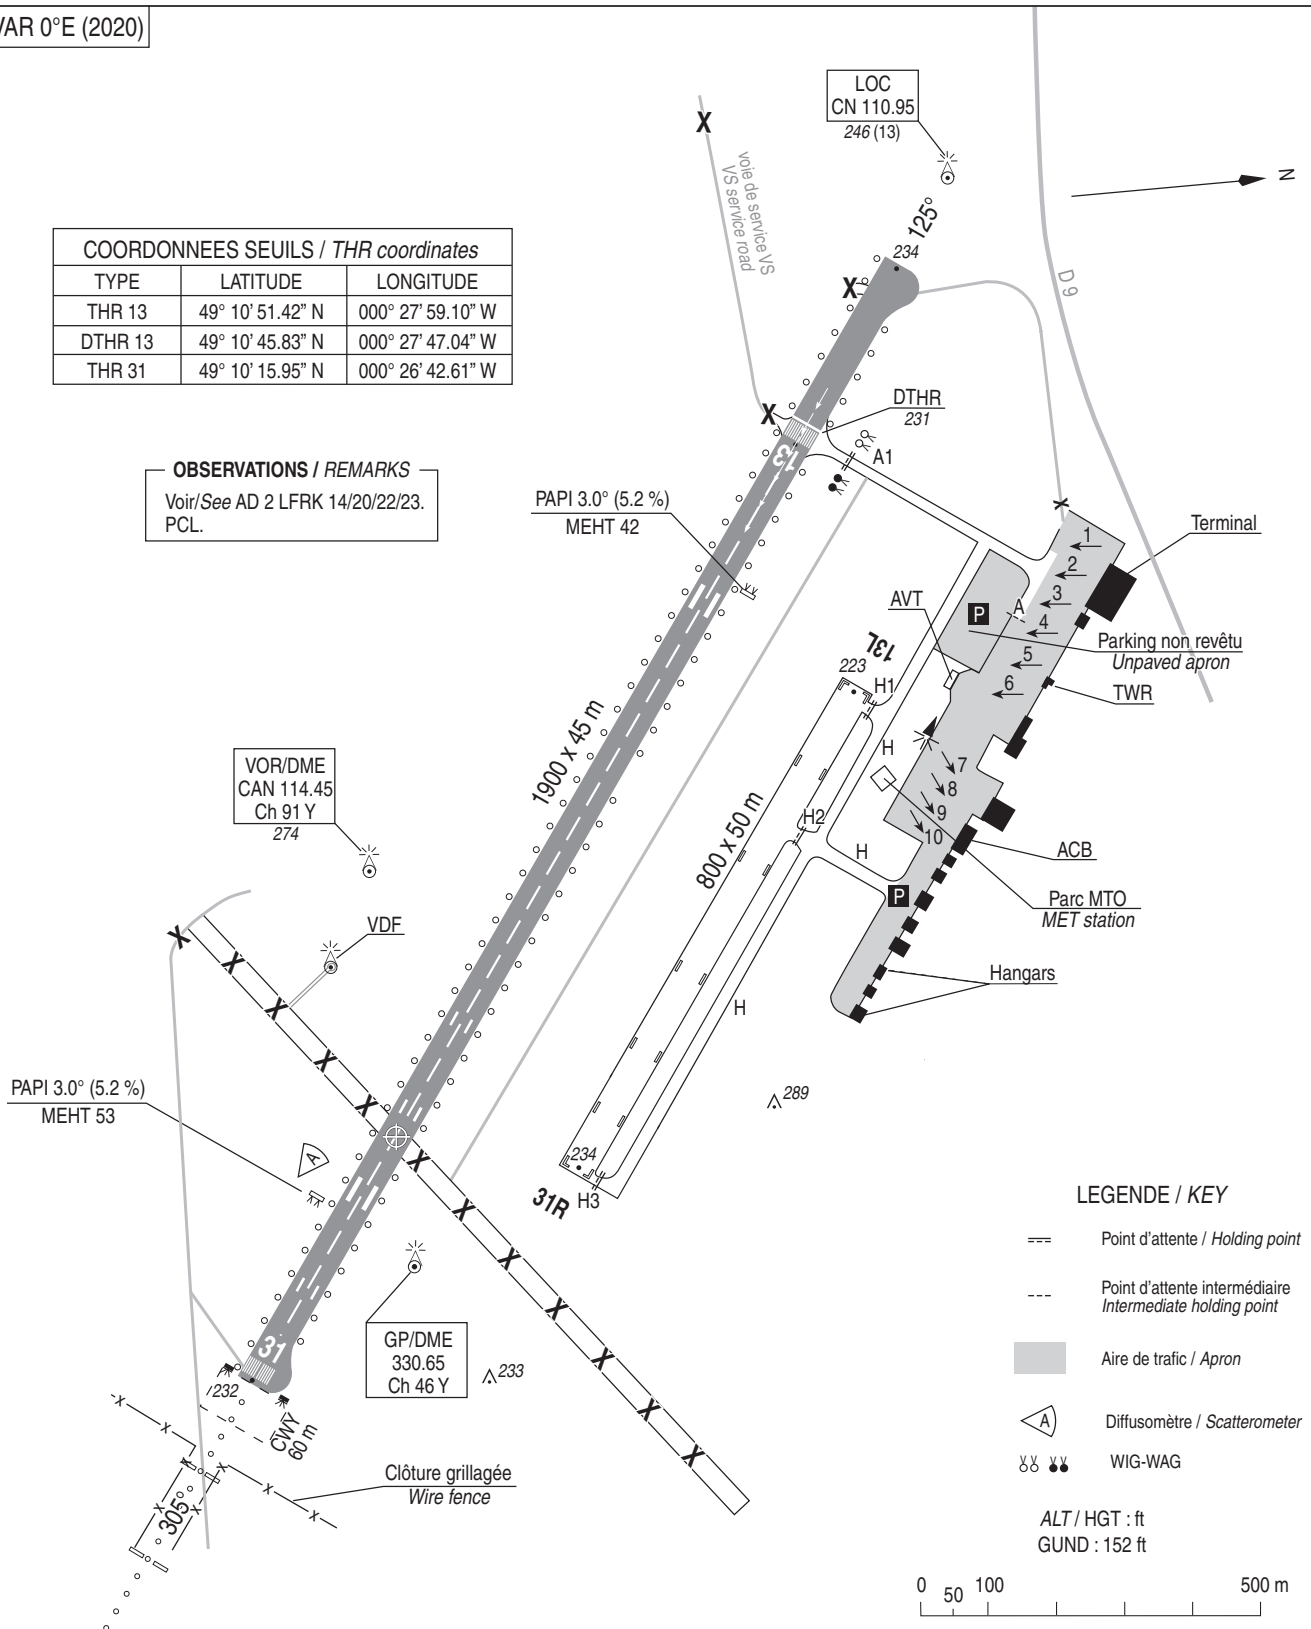 VAR 0°E (2020)
LOC
CN 110.95
246 (13)
voie de service VS
VS service road
N
125°
234
D 9
COORDONNEES SEUILS / THR coordinates
TYPE LATITUDE LONGITUDE
THR 13 49° 10’ 51.42” N 000° 27’ 59.10” W
DTHR 13 49° 10’ 45.83” N 000° 27’ 47.04” W
THR 31 49° 10’ 15.95” N 000° 26’ 42.61” W
X
X
X
DTHR
231
13
A1
OBSERVATIONS / REMARKS
Voir/See AD 2 LFRK 14/20/22/23.
PCL.
PAPI 3.0° (5.2 %)
MEHT 42
X
Terminal
1
2
3
4
5
6
AVT
P
A
Parking non revêtu
Unpaved apron
TWR
13L
223
H1
H
7
8
9
10
1900 x 45 m
VOR/DME
CAN 114.45
Ch 91 Y
274
800 x 50 m
H2
H
ACB
P
Parc MTO
MET station
VDF
X
X
X
X
X
Hangars
H
PAPI 3.0° (5.2 %)
MEHT 53
289
A
X
X
X
X
X
X
X
234
31R
H3
LEGENDE / KEY
Point d’attente / Holding point
Point d’attente intermédiaire
Intermediate holding point
Aire de trafic / Apron
A
Diffusomètre / Scatterometer
WIG-WAG
GP/DME
330.65
Ch 46 Y
233
31
232
CWY
60 m
x
x
x
x
x
x
x
x
Clôture grillagée
Wire fence
305°
ALT / HGT : ft
GUND : 152 ft
0 50 100 500 m